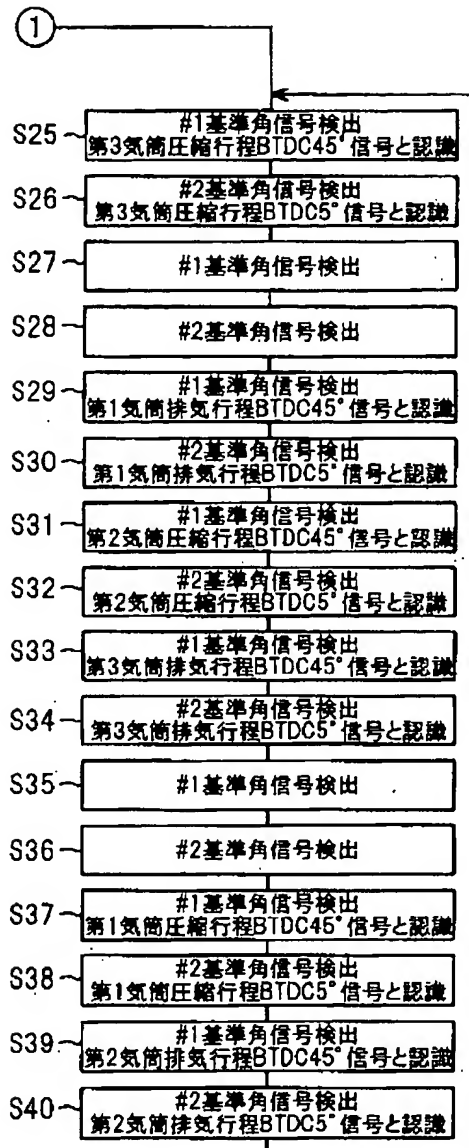 ①
S25 #1基準角信号検出
第3気筒圧縮行程BTDC45°信号と認識
S26 #2基準角信号検出
第3気筒圧縮行程BTDC5°信号と認識
S27 #1基準角信号検出
S28 #2基準角信号検出
S29 #1基準角信号検出
第1気筒排気行程BTDC45°信号と認識
S30 #2基準角信号検出
第1気筒排気行程BTDC5°信号と認識
S31 #1基準角信号検出
第2気筒圧縮行程BTDC45°信号と認識
S32 #2基準角信号検出
第2気筒圧縮行程BTDC5°信号と認識
S33 #1基準角信号検出
第3気筒排気行程BTDC45°信号と認識
S34 #2基準角信号検出
第3気筒排気行程BTDC5°信号と認識
S35 #1基準角信号検出
S36 #2基準角信号検出
S37 #1基準角信号検出
第1気筒圧縮行程BTDC45°信号と認識
S38 #2基準角信号検出
第1気筒圧縮行程BTDC5°信号と認識
S39 #1基準角信号検出
第2気筒排気行程BTDC45°信号と認識
S40 #2基準角信号検出
第2気筒排気行程BTDC5°信号と認識